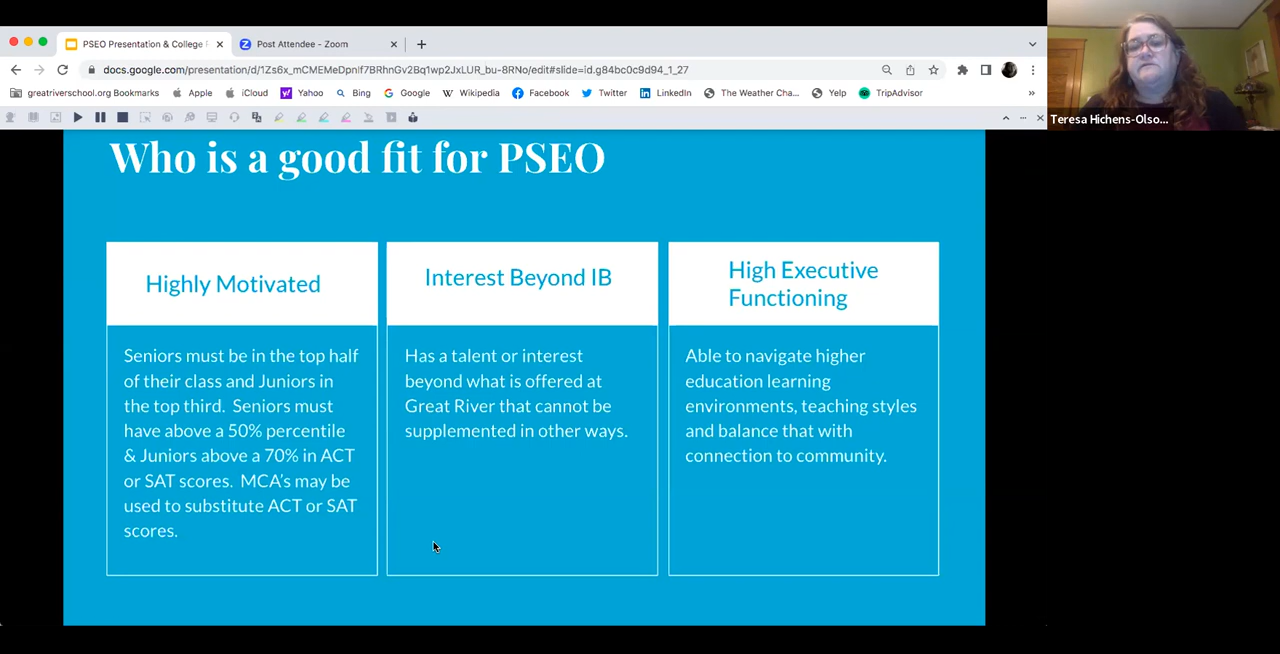 PSEO Presentation & College
Post Attendee - Zoom
docs.google.com/presentation/d/1Zs6x_mCMEMeDpnIf7BRhnGv2Bq1wp2JxLUR_bu-8RNo/edit#slide=id.g84bc0c9d94_1_27
greatriverschool.org Bookmarks
Apple
iCloud
Yahoo
Bing
Google
Wikipedia
Facebook
Twitter
LinkedIn
The Weather Cha...
Yelp
TripAdvisor
Teresa Hichens-Olso...
Who is a good fit for PSEO
Highly Motivated
Seniors must be in the top half
of their class and Juniors in
the top third. Seniors must
have above a 50% percentile
& Juniors above a 70% in ACT
or SAT scores. MCA's may be
used to substitute ACT or SAT
scores.
Interest Beyond IB
Has a talent or interest
beyond what is offered at
Great River that cannot be
supplemented in other ways.
High Executive
Functioning
Able to navigate higher
education learning
environments, teaching styles
and balance that with
connection to community.